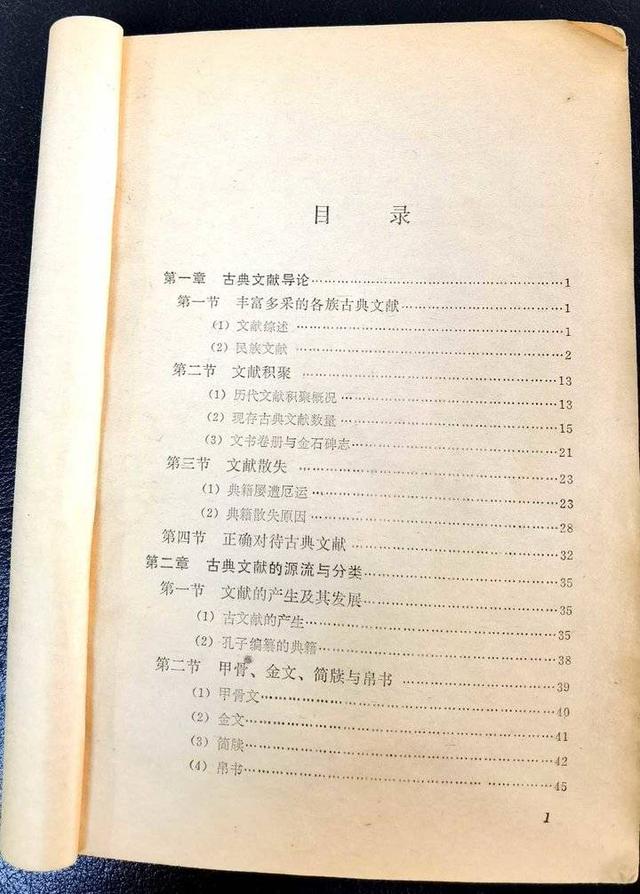 目 录
第一章 古典文献导论……………………1
第一节 丰富多采的各族古典文献……………………1
(1) 文献综述……………………1
(2) 民族文献……………………2
第二节 文献积聚……………………13
(1) 历代文献积聚概况……………………13
(2) 现存古典文献数量……………………15
(3) 文书卷册与金石碑志……………………21
第三节 文献散失……………………23
(1) 典籍屡遭厄运……………………23
(2) 典籍散失原因……………………28
第四节 正确对待古典文献……………………32
第二章 古典文献的源流与分类……………………35
第一节 文献的产生及其发展……………………35
(1) 古文献的产生……………………35
(2) 孔子编纂的典籍……………………38
第二节 甲骨、金文、简牍与帛书……………………39
(1) 甲骨文……………………40
(2) 金文……………………41
(3) 简牍……………………42
(4) 帛书……………………45
1